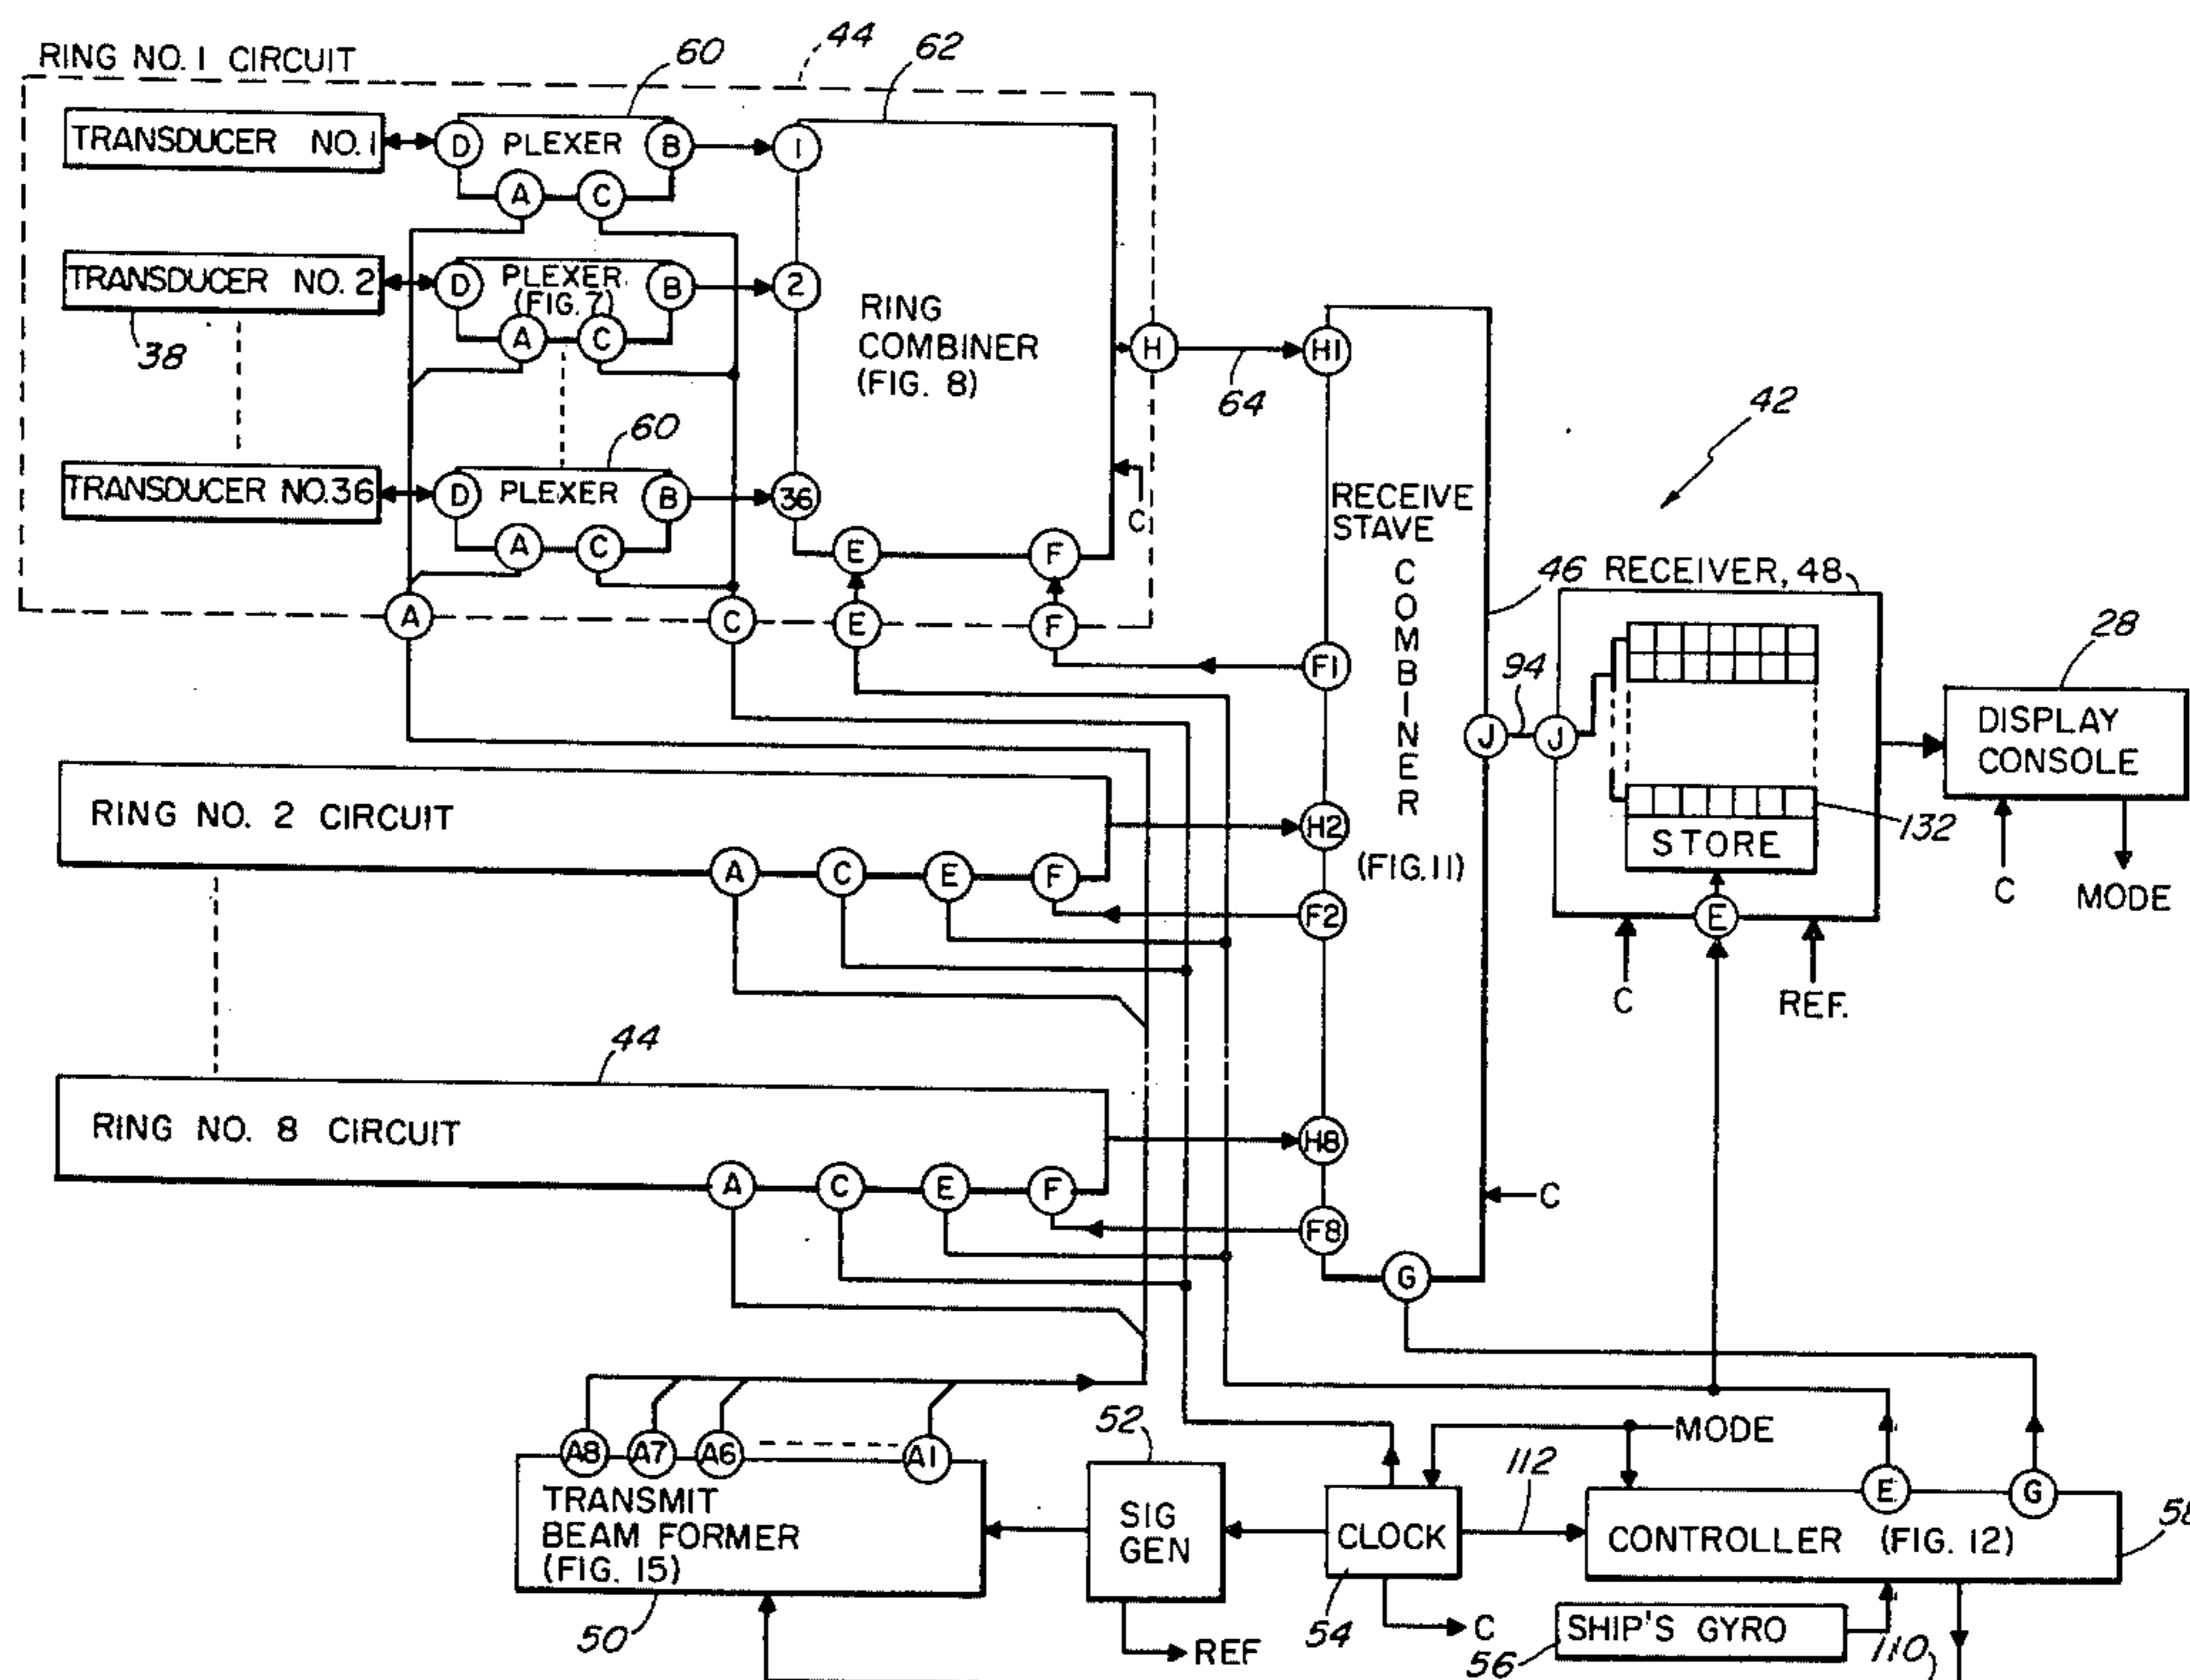 RING NO. 1 CIRCUIT
44
60
62
TRANSDUCER NO. 1
D
PLEXER
B
1
A
C
TRANSDUCER NO. 2
D
PLEXER
(FIG. 7)
B
2
A
C
38
RING
COMBINER
(FIG. 8)
H
64
H1
42
60
TRANSDUCER NO. 36
D
PLEXER
B
36
A
C
E
F
C
A
C
E
F
F1
RECEIVE
STAVE
COMBINER
(FIG. 11)
46
RECEIVER, 48
J
94
J
STORE
132
E
C
REF.
28
DISPLAY
CONSOLE
C
MODE
RING NO. 2 CIRCUIT
H2
A
C
E
F
F2
44
RING NO. 8 CIRCUIT
H8
A
C
E
F
F8
C
G
A8
A7
A6
A1
TRANSMIT
BEAM FORMER
(FIG. 15)
50
52
SIG
GEN
REF
CLOCK
54
C
112
MODE
E
G
CONTROLLER (FIG. 12)
58
SHIP'S GYRO
56
110